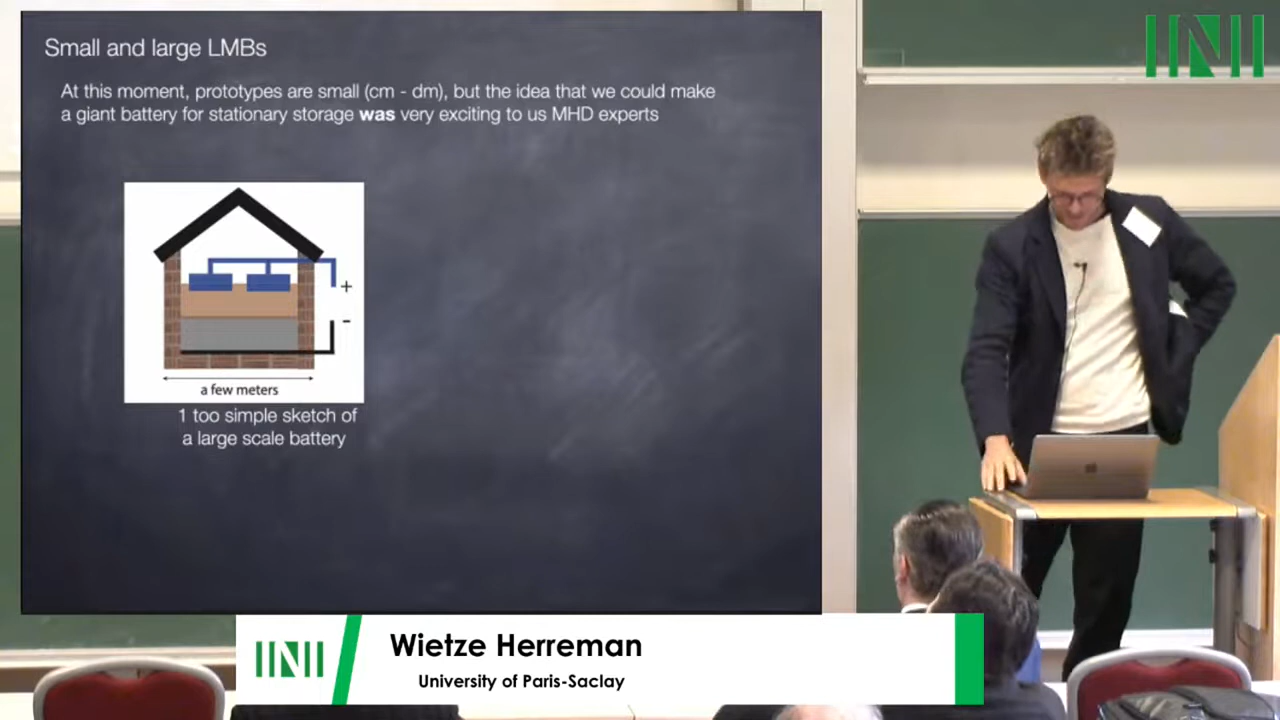 Small and large LMBs
At this moment, prototypes are small (cm - dm), but the idea that we could make
a giant battery for stationary storage was very exciting to us MHD experts
+
-
a few meters
1 too simple sketch of
a large scale battery
Wietze Herreman
University of Paris-Saclay